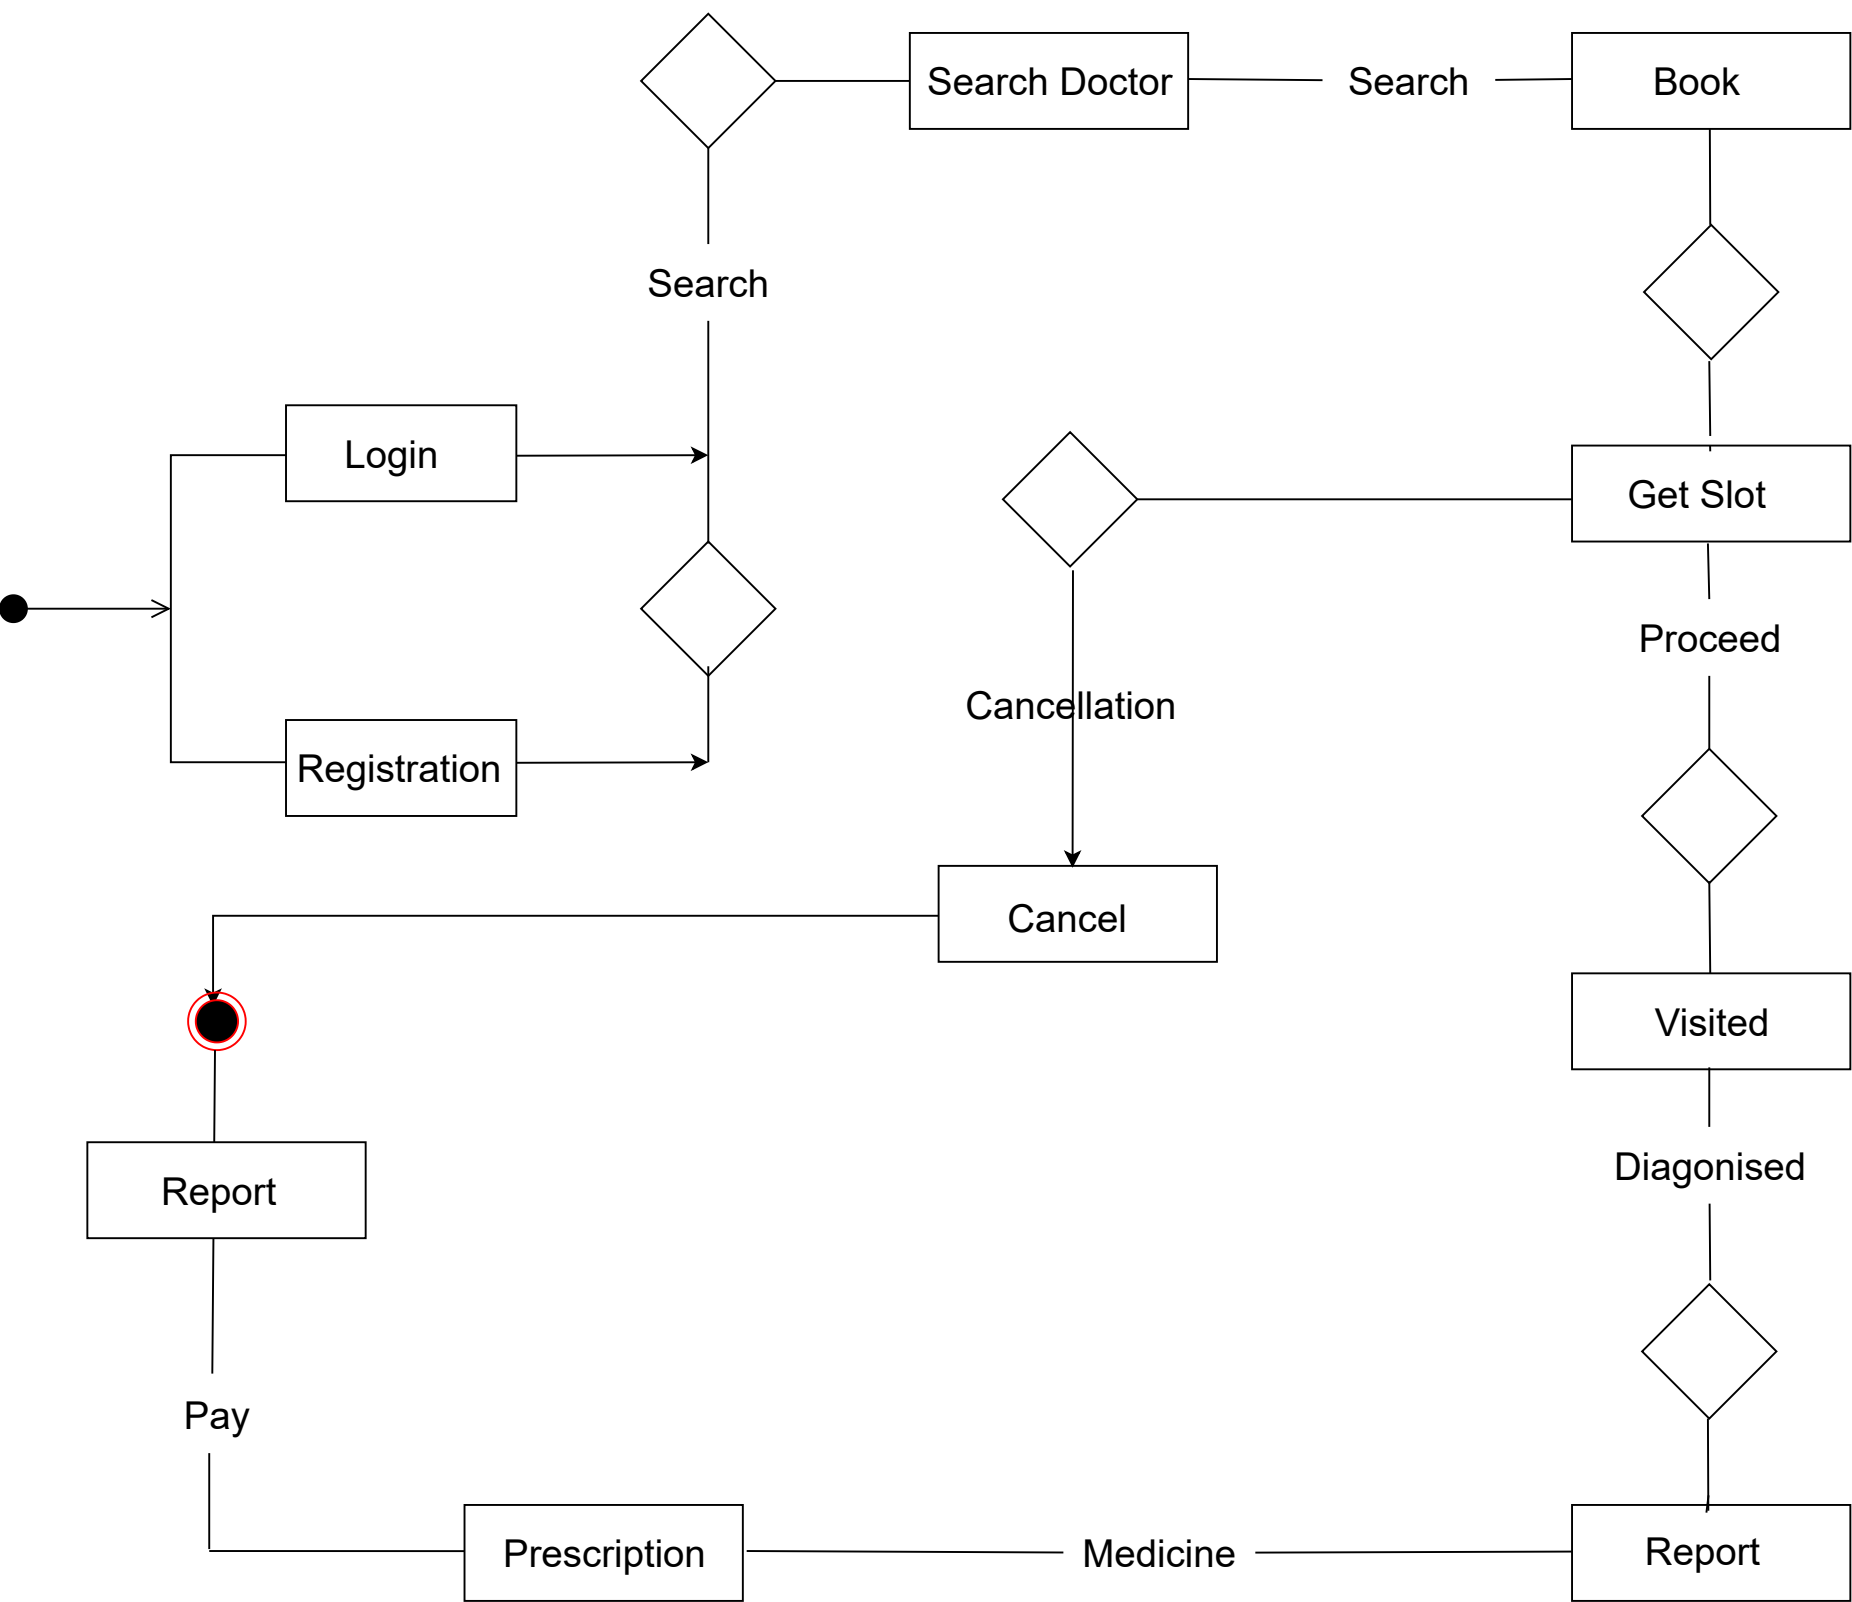 Search Doctor
Search
Book
Search
Login
Get Slot
Proceed
Cancellation
Registration
Cancel
Visited
Diagonised
Report
Pay
Prescription
Medicine
Report